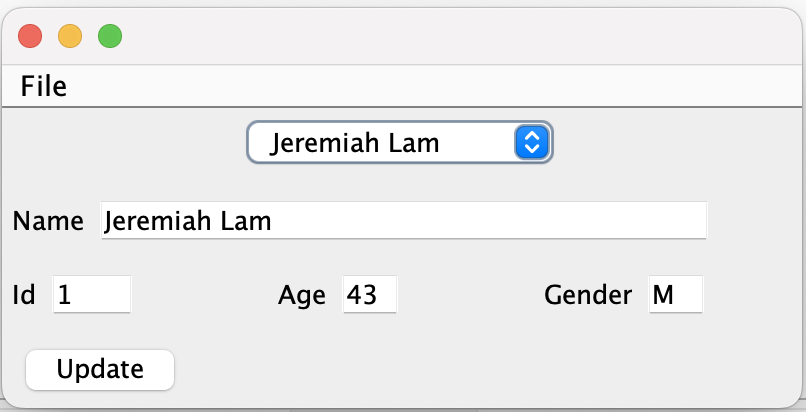 File
Jeremiah Lam
Name Jeremiah Lam
Id 1 Age 43 Gender M
Update